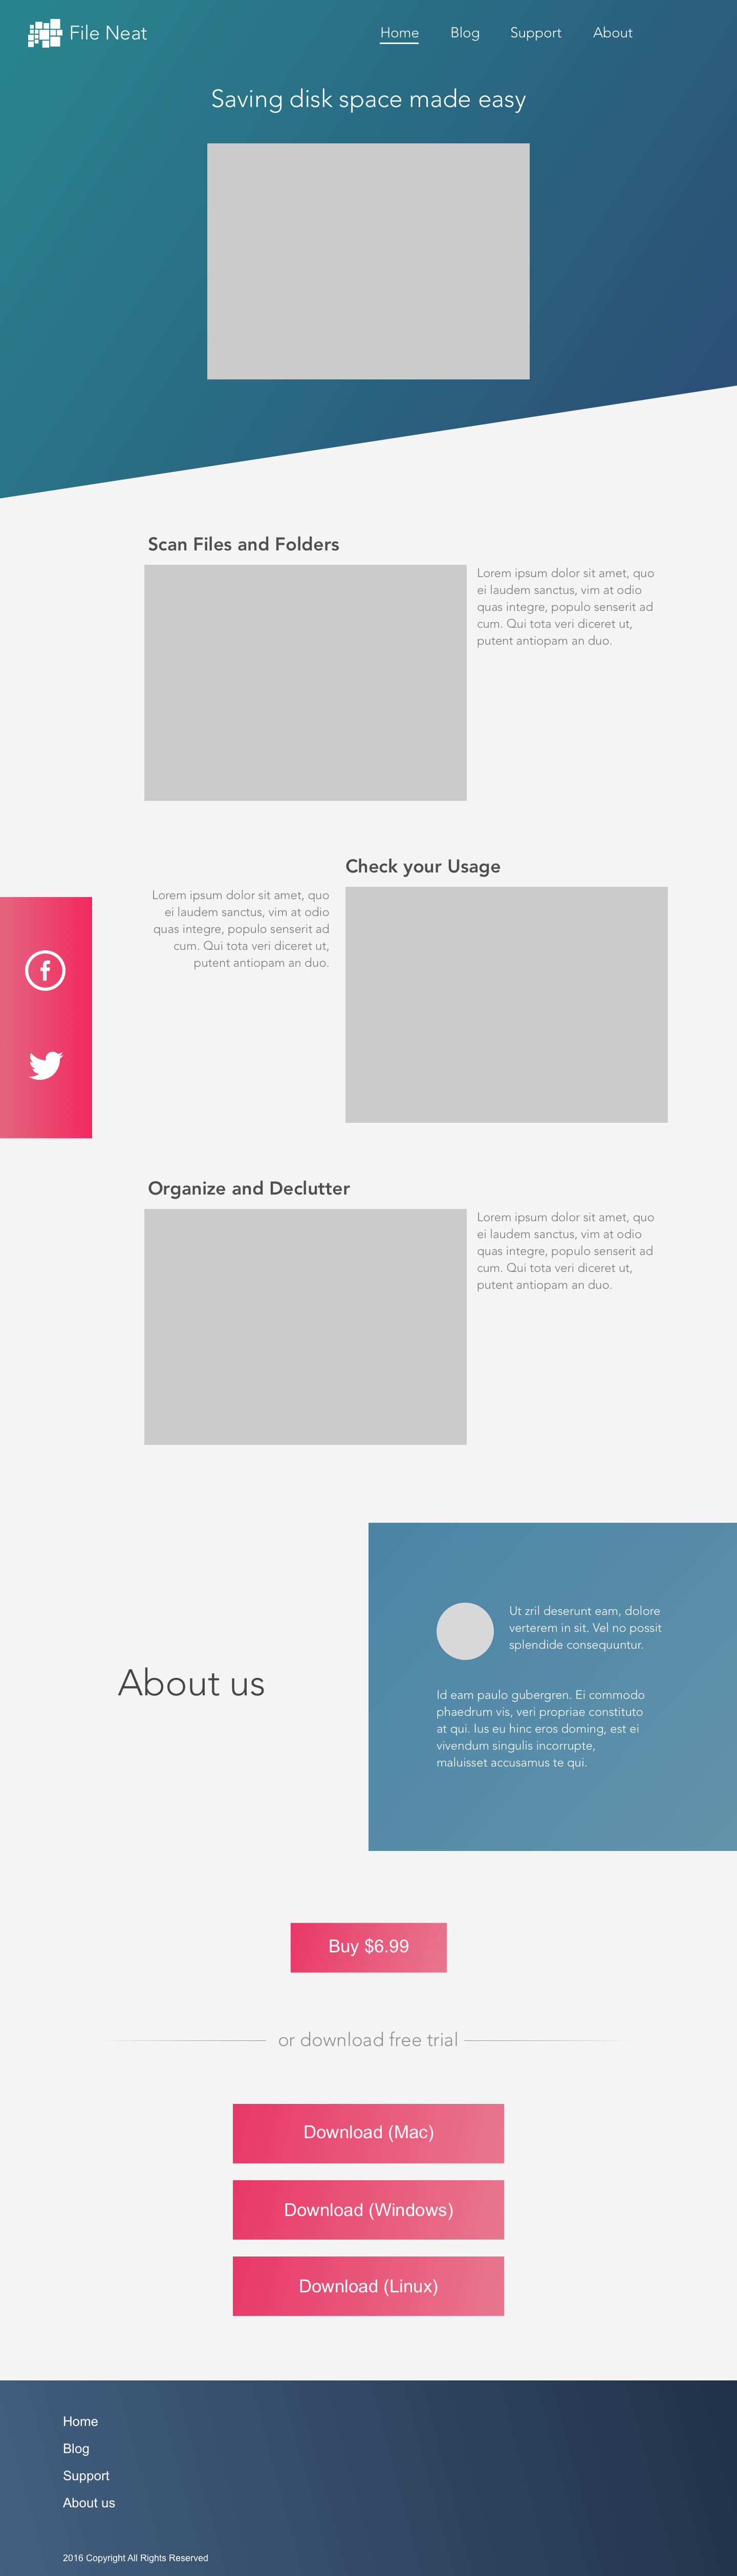 File Neat
Home Blog Support About
Saving disk space made easy
Scan Files and Folders
Lorem ipsum dolor sit amet, quo
ei laudem sanctus, vim at odio
quas integre, populo senserit ad
cum. Qui tota veri diceret ut,
putent antiopam an duo.
Check your Usage
Lorem ipsum dolor sit amet, quo
ei laudem sanctus, vim at odio
quas integre, populo senserit ad
cum. Qui tota veri diceret ut,
putent antiopam an duo.
Organize and Declutter
Lorem ipsum dolor sit amet, quo
ei laudem sanctus, vim at odio
quas integre, populo senserit ad
cum. Qui tota veri diceret ut,
putent antiopam an duo.
About us
Ut zril deserunt eam, dolore
verterem in sit. Vel no possit
splendide consequuntur.
Id eam paulo gubergren. Ei commodo
phaedrum vis, veri propriae constituto
at qui. Ius eu hinc eros doming, est ei
vivendum singulis incorrupte,
maluisset accusamus te qui.
Buy $6.99
or download free trial
Download (Mac)
Download (Windows)
Download (Linux)
Home
Blog
Support
About us
2016 Copyright All Rights Reserved